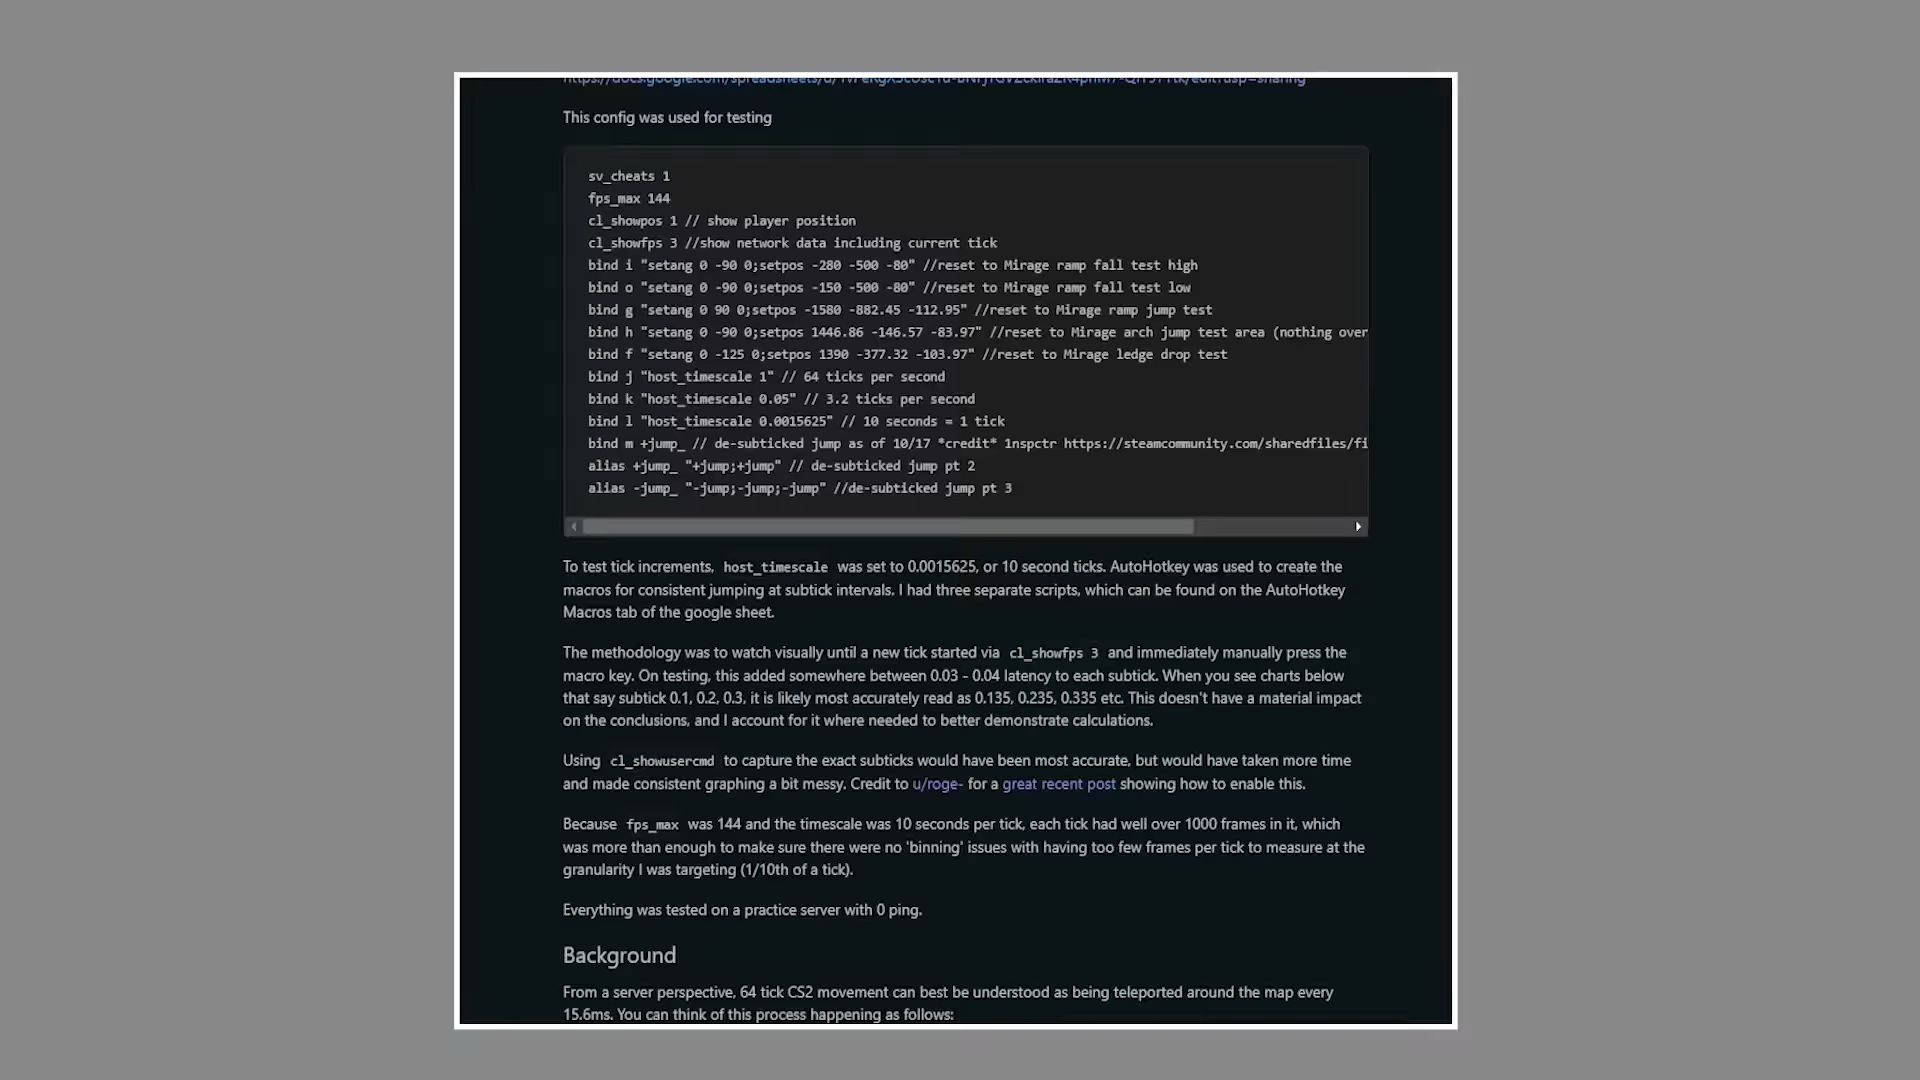 This config was used for testing
sv_cheats 1
fps_max 144
cl_showpos 1 // show player position
cl_showfps 3 //show network data including current tick
bind i "setang 0 -90 0;setpos -280 -500 -80" //reset to Mirage ramp fall test high
bind o "setang 0 -90 0;setpos -150 -500 -80" //reset to Mirage ramp fall test low
bind g "setang 0 90 0;setpos -1580 -882.45 -112.95" //reset to Mirage ramp jump test
bind h "setang 0 -90 0;setpos 1446.86 -146.57 -83.97" //reset to Mirage arch jump test area (nothing over
bind f "setang 0 -125 0;setpos 1390 -377.32 -103.97" //reset to Mirage ledge drop test
bind j "host_timescale 1" // 64 ticks per second
bind k "host_timescale 0.05" // 3.2 ticks per second
bind l "host_timescale 0.0015625" // 10 seconds = 1 tick
bind m +jump_ // de-subticked jump as of 10/17 *credit* 1nspctr https://steamcommunity.com/sharedfiles/fi
alias +jump_ "+jump;+jump" // de-subticked jump pt 2
alias -jump_ "-jump;-jump;-jump" //de-subticked jump pt 3
To test tick increments, host_timescale was set to 0.0015625, or 10 second ticks. AutoHotkey was used to create the
macros for consistent jumping at subtick intervals. I had three separate scripts, which can be found on the AutoHotkey
Macros tab of the google sheet.
The methodology was to watch visually until a new tick started via cl_showfps 3 and immediately manually press the
macro key. On testing, this added somewhere between 0.03 - 0.04 latency to each subtick. When you see charts below
that say subtick 0.1, 0.2, 0.3, it is likely most accurately read as 0.135, 0.235, 0.335 etc. This doesn't have a material impact
on the conclusions, and I account for it where needed to better demonstrate calculations.
Using cl_showusercmd to capture the exact subticks would have been most accurate, but would have taken more time
and made consistent graphing a bit messy. Credit to u/roge- for a great recent post showing how to enable this.
Because fps_max was 144 and the timescale was 10 seconds per tick, each tick had well over 1000 frames in it, which
was more than enough to make sure there were no 'binning' issues with having too few frames per tick to measure at the
granularity I was targeting (1/10th of a tick).
Everything was tested on a practice server with 0 ping.
Background
From a server perspective, 64 tick CS2 movement can best be understood as being teleported around the map every
15.6ms. You can think of this process happening as follows: